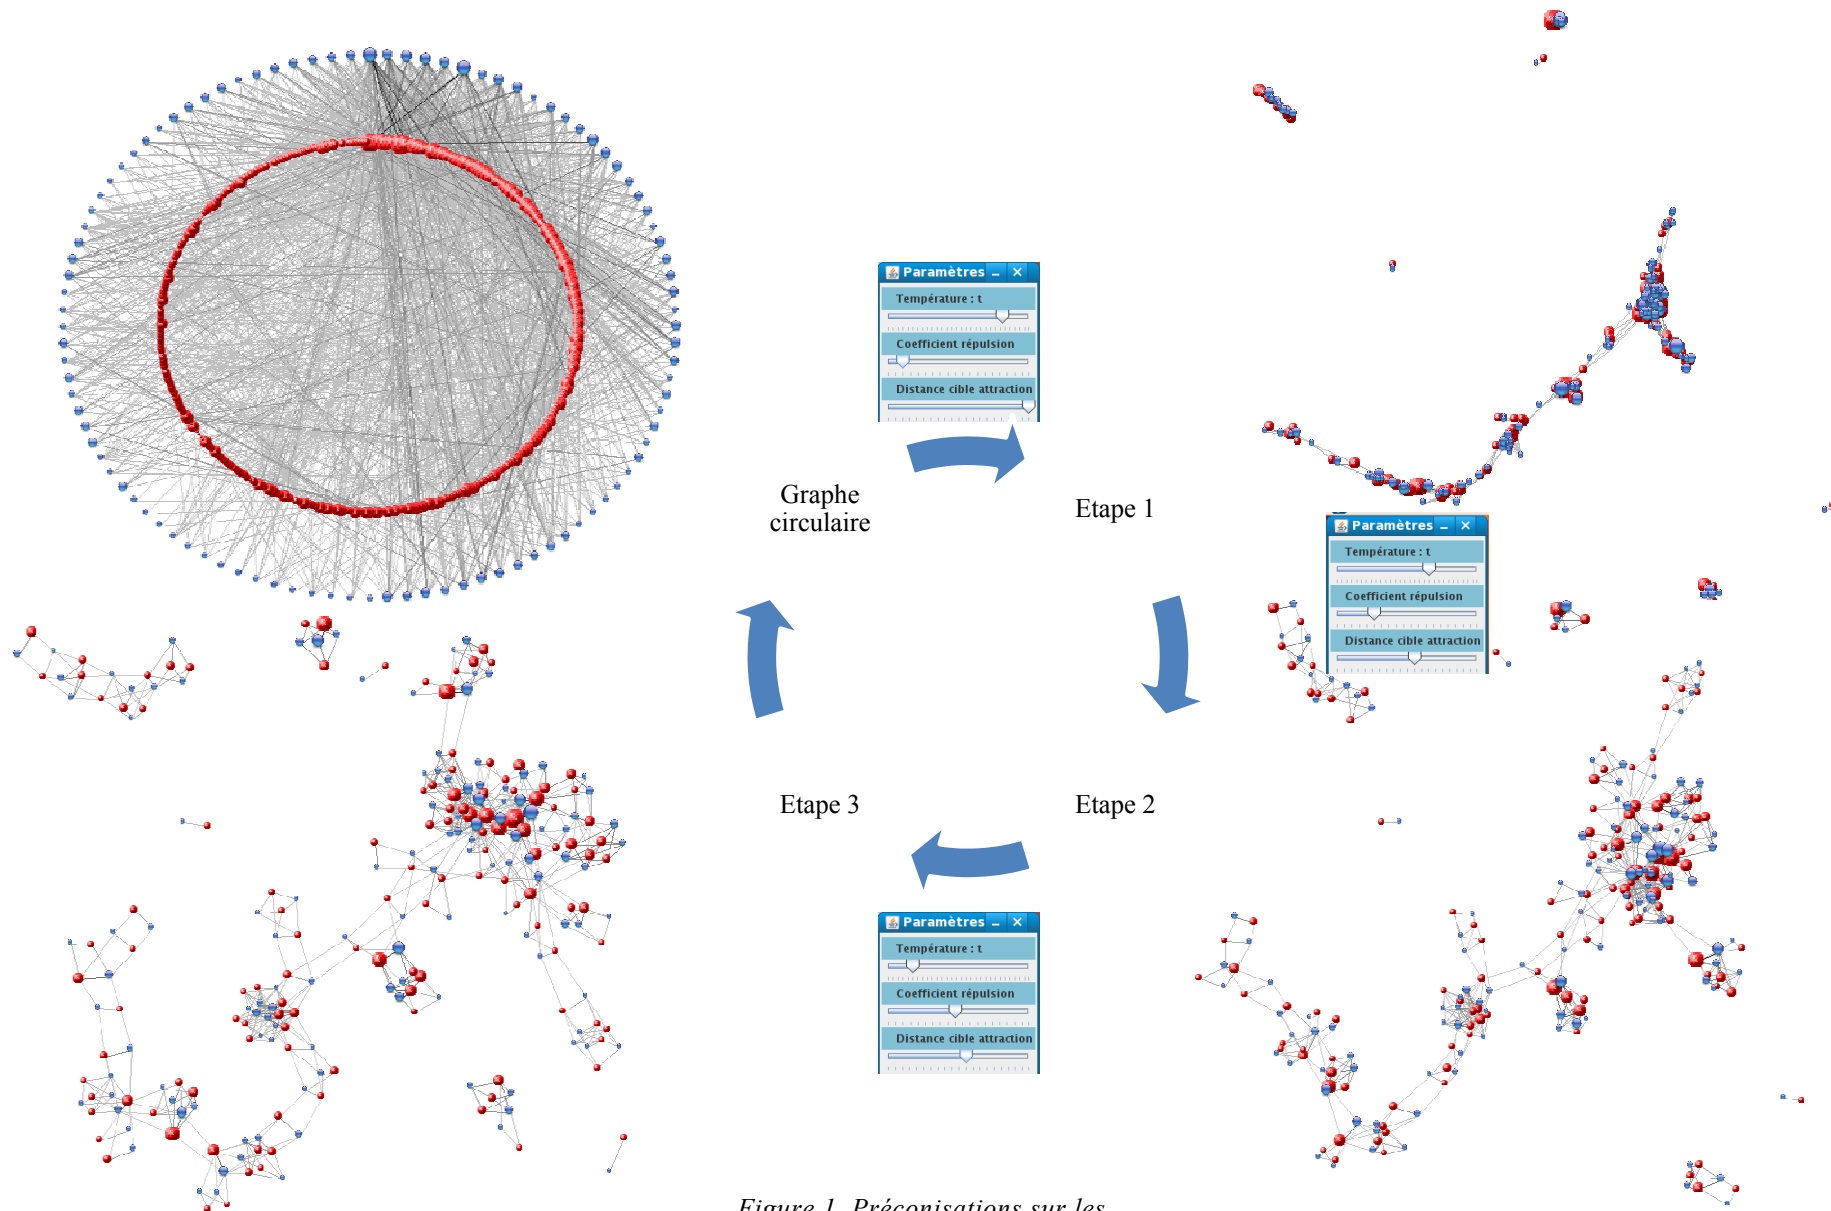 Paramètres
Température : t
Coefficient répulsion
Distance cible attraction
Graphe
circulaire
Etape 1
Paramètres
Température : t
Coefficient répulsion
Distance cible attraction
Etape 3
Etape 2
Paramètres
Température : t
Coefficient répulsion
Distance cible attraction
Figure 1. Préconisations sur les